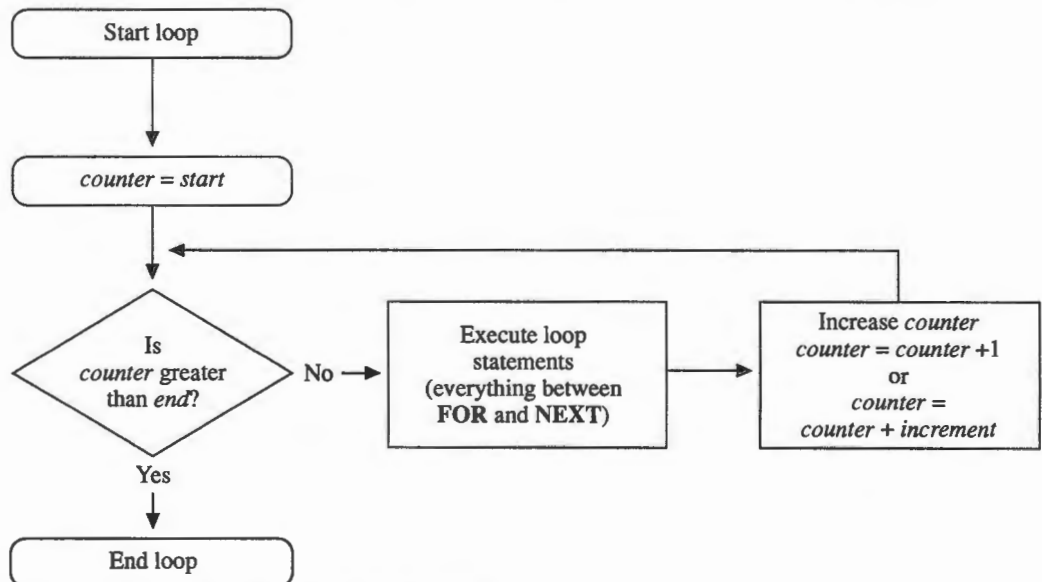 Start loop
counter = start
Is
counter greater
than end?
No
Execute loop
statements
(everything between
FOR and NEXT)
Increase counter
counter = counter +1
or
counter =
counter + increment
Yes
End loop